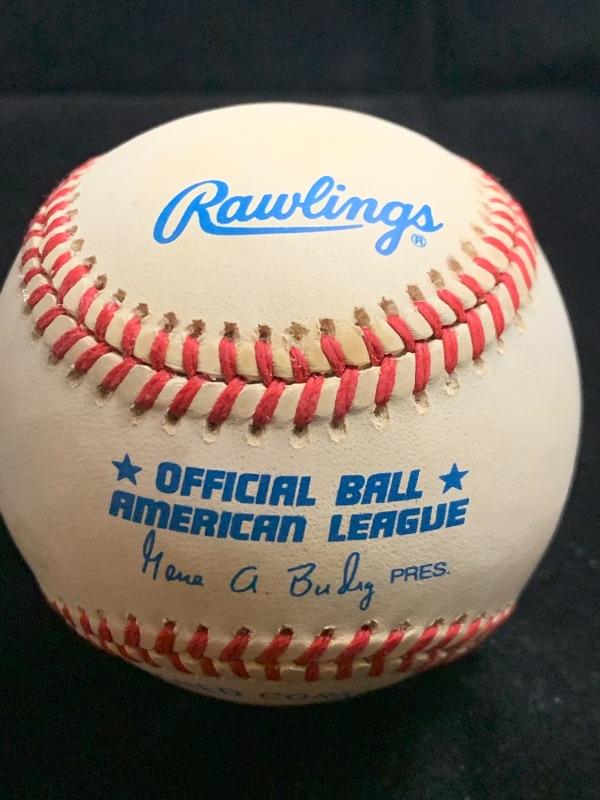 Rawlings®
★ OFFICIAL BALL ★
AMERICAN LEAGUE
Gene A. Budig PRES.